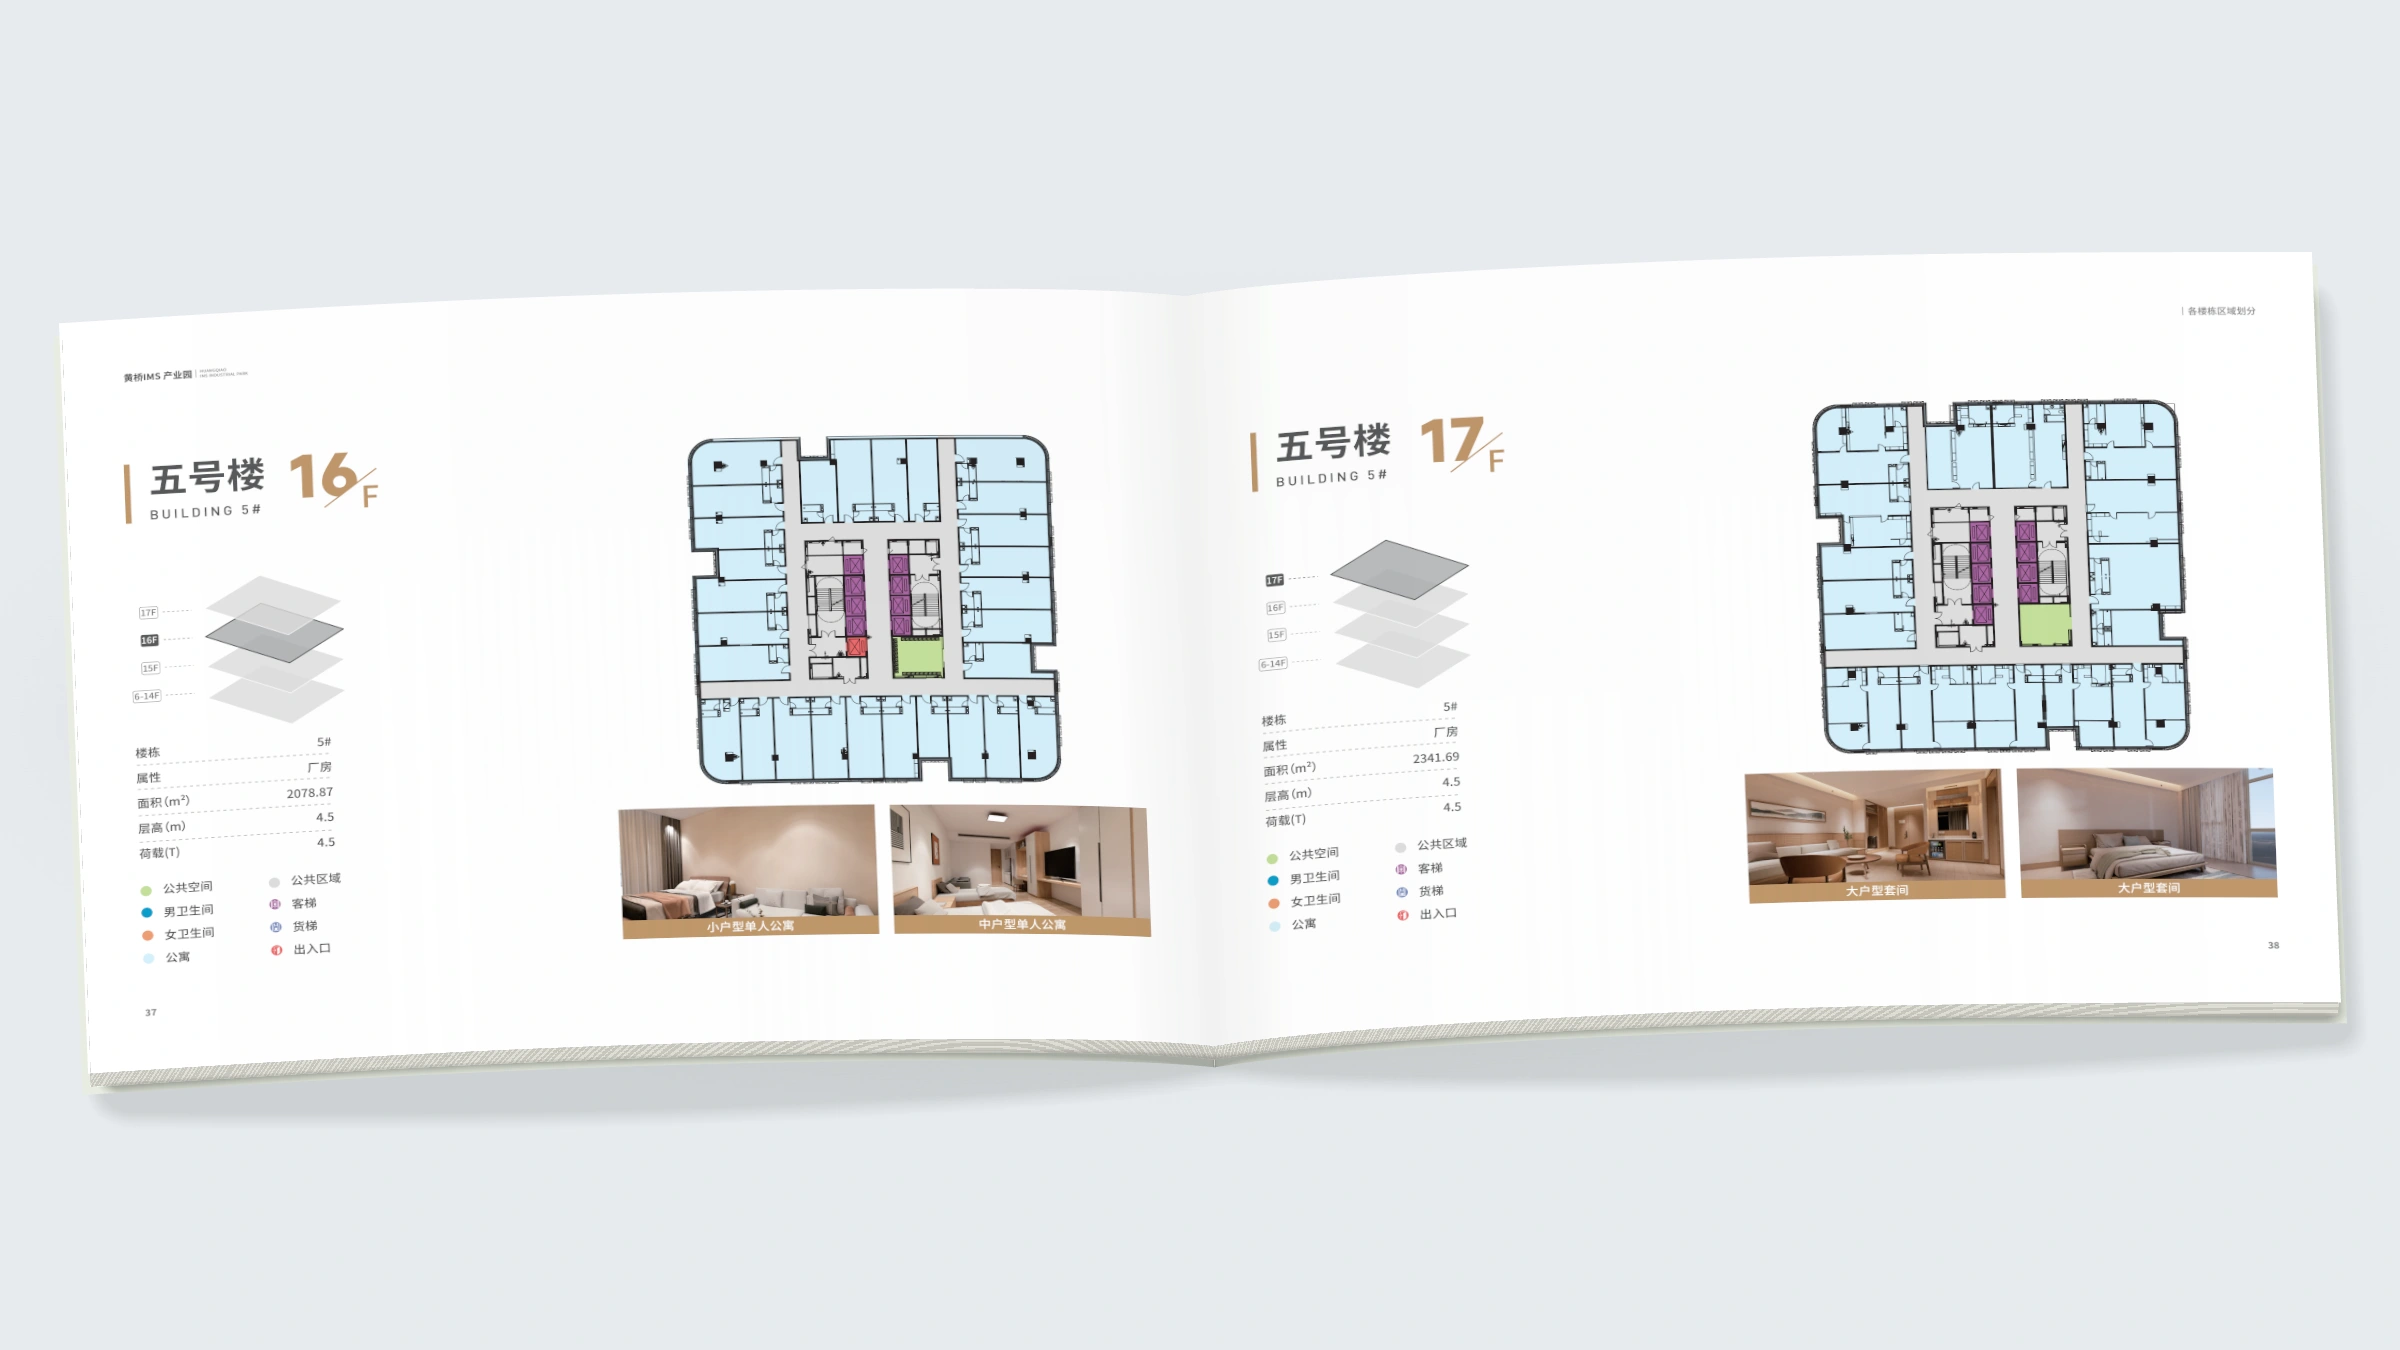 黄桥IMS 产业园
HUANGQIAO
IMS INDUSTRIAL PARK
五号楼 16/F
BUILDING 5#
17F
16F
15F
6-14F
楼栋 5#
属性 厂房
面积(m²) 2078.87
层高(m) 4.5
荷载(T) 4.5
公共空间 公共区域
男卫生间 客梯
女卫生间 货梯
公寓 出入口
小户型单人公寓
中户型单人公寓
37
各楼栋区域划分
五号楼 17/F
BUILDING 5#
17F
16F
15F
6-14F
楼栋 5#
属性 厂房
面积(m²) 2341.69
层高(m) 4.5
荷载(T) 4.5
公共空间 公共区域
男卫生间 客梯
女卫生间 货梯
公寓 出入口
大户型套间
大户型套间
38